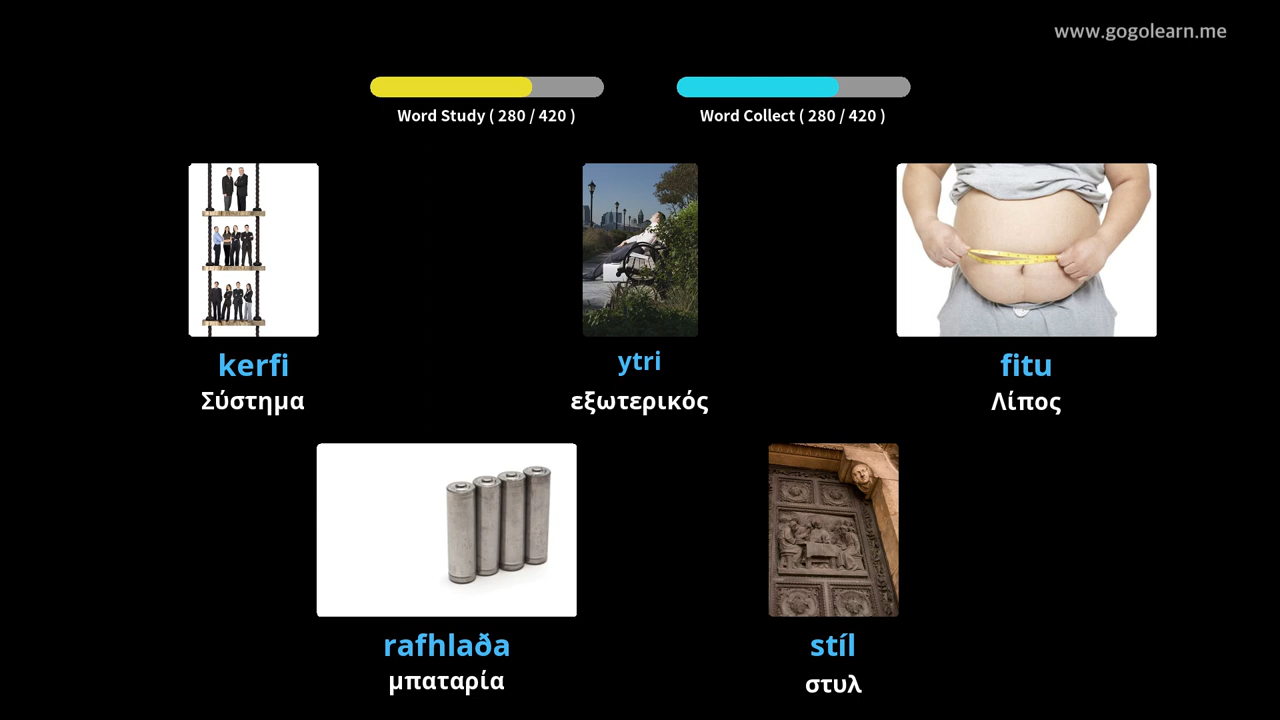 www.gogolearn.me
Word Study ( 280 / 420 )
Word Collect ( 280 / 420 )
kerfi
Σύστημα
ytri
εξωτερικός
fitu
Λίπος
rafhlaða
μπαταρία
stíl
στυλ